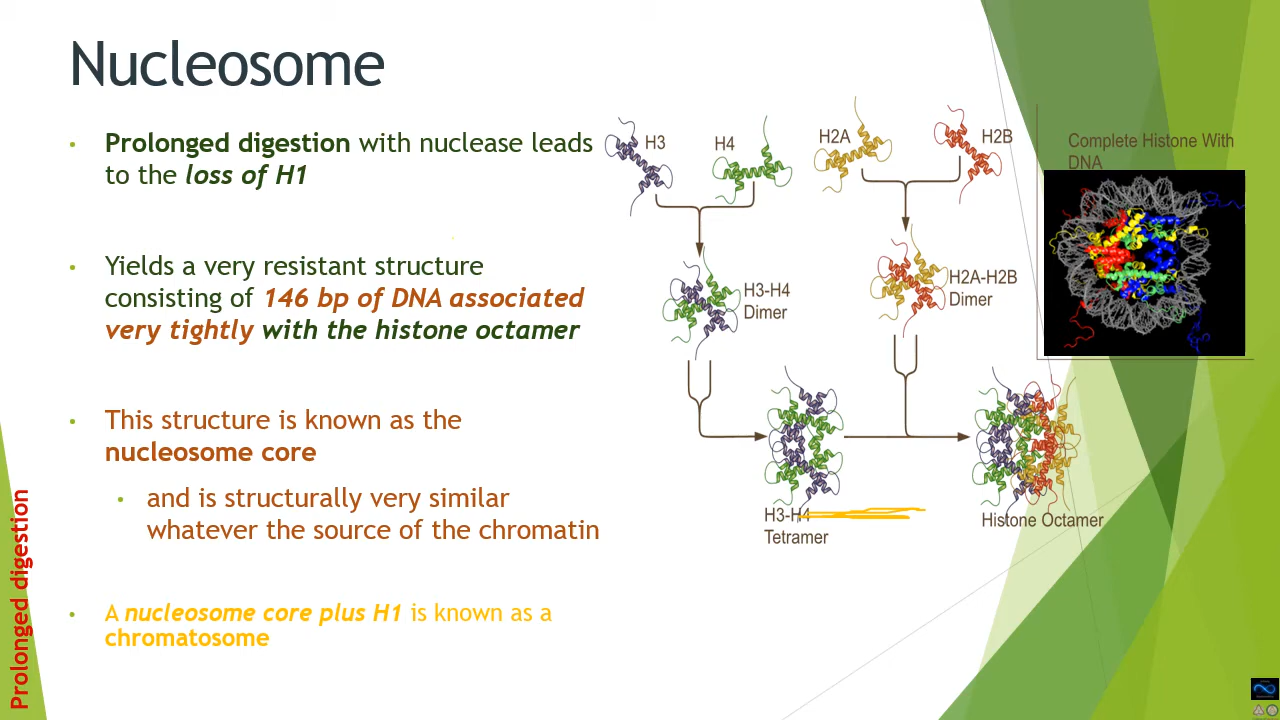 Nucleosome
Prolonged digestion with nuclease leads
to the loss of H1
Yields a very resistant structure
consisting of 146 bp of DNA associated
very tightly with the histone octamer
This structure is known as the
nucleosome core
and is structurally very similar
whatever the source of the chromatin
A nucleosome core plus H1 is known as a
chromatosome
Prolonged digestion
H3
H4
H2A
H2B
H3-H4
Dimer
H2A-H2B
Dimer
H3-H4
Tetramer
Histone Octamer
Complete Histone With
DNA